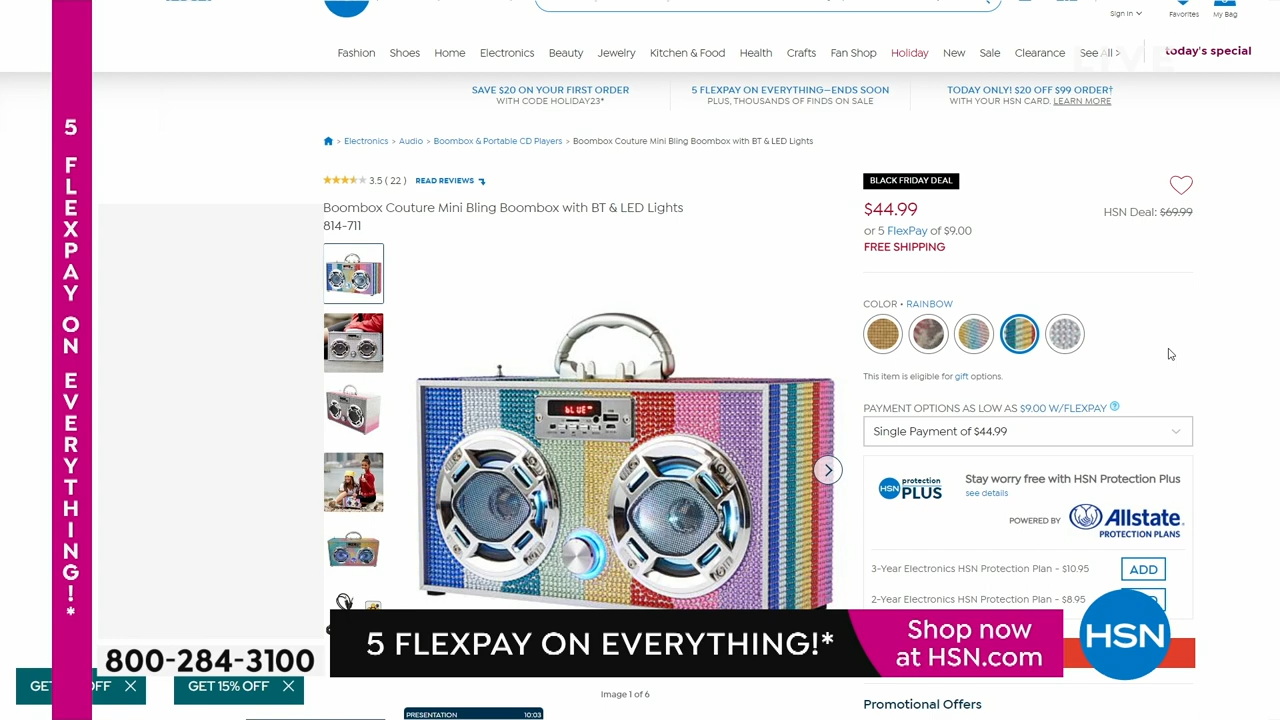 Sign In
Favorites
My Bag
Fashion
Shoes
Home
Electronics
Beauty
Jewelry
Kitchen & Food
Health
Crafts
Fan Shop
Holiday
New
Sale
Clearance
See All >
today's special
LIVE
SAVE $20 ON YOUR FIRST ORDER
WITH CODE HOLIDAY23*
5 FLEXPAY ON EVERYTHING—ENDS SOON
PLUS, THOUSANDS OF FINDS ON SALE
TODAY ONLY! $20 OFF $99 ORDER†
WITH YOUR HSN CARD. LEARN MORE
5 FLEXPAY ON EVERYTHING!*
> Electronics > Audio > Boombox & Portable CD Players > Boombox Couture Mini Bling Boombox with BT & LED Lights
3.5 ( 22 ) READ REVIEWS
Boombox Couture Mini Bling Boombox with BT & LED Lights
814-711
BLUE
BLACK FRIDAY DEAL
$44.99
HSN Deal: $69.99
or 5 FlexPay of $9.00
FREE SHIPPING
COLOR • RAINBOW
This item is eligible for gift options.
PAYMENT OPTIONS AS LOW AS $9.00 W/FLEXPAY ?
Single Payment of $44.99
HSN protection PLUS
Stay worry free with HSN Protection Plus
see details
POWERED BY
Allstate
PROTECTION PLANS
3-Year Electronics HSN Protection Plan - $10.95
ADD
2-Year Electronics HSN Protection Plan - $8.95
5 FLEXPAY ON EVERYTHING!*
Shop now
at HSN.com
HSN
800-284-3100
GET
OFF
GET 15% OFF
Image 1 of 6
Promotional Offers
PRESENTATION
10:03